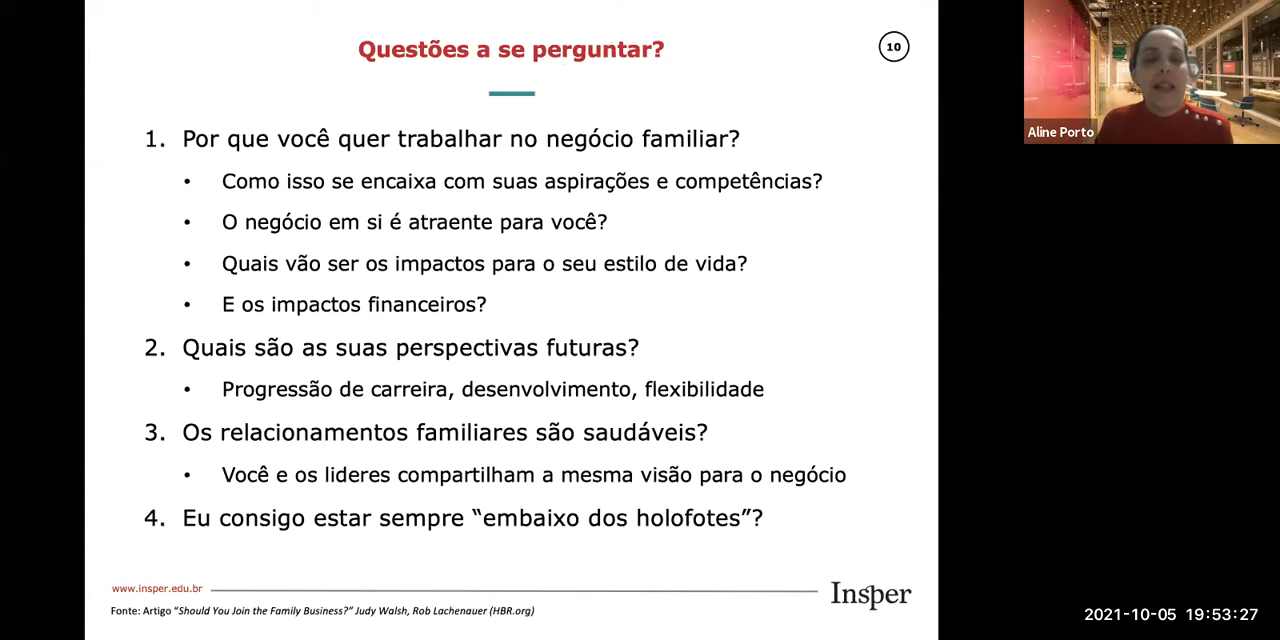 Questões a se perguntar?
10
Aline Porto
1. Por que você quer trabalhar no negócio familiar?
• Como isso se encaixa com suas aspirações e competências?
• O negócio em si é atraente para você?
• Quais vão ser os impactos para o seu estilo de vida?
• E os impactos financeiros?
2. Quais são as suas perspectivas futuras?
• Progressão de carreira, desenvolvimento, flexibilidade
3. Os relacionamentos familiares são saudáveis?
• Você e os lideres compartilham a mesma visão para o negócio
4. Eu consigo estar sempre “embaixo dos holofotes”?
www.insper.edu.br
Insper
Fonte: Artigo “Should You Join the Family Business?” Judy Walsh, Rob Lachenauer (HBR.org)
2021-10-05 19:53:27